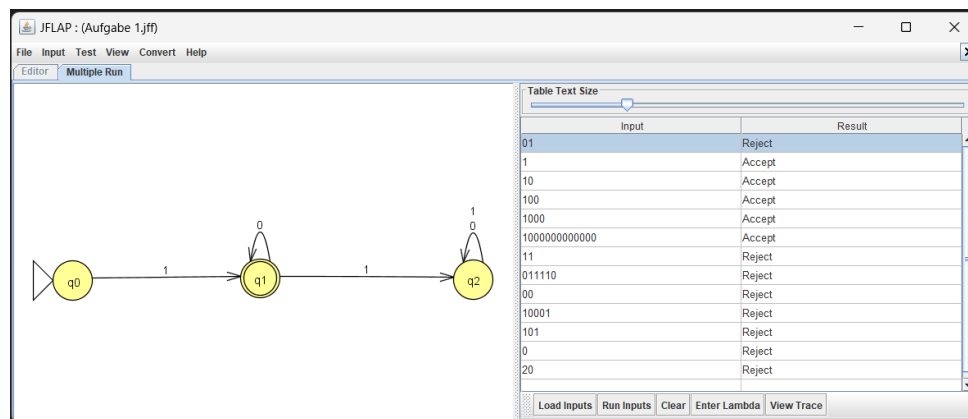 JFLAP : (Aufgabe 1.jff)
File Input Test View Convert Help
Editor Multiple Run
Table Text Size
Input Result
01 Reject
1 Accept
10 Accept
100 Accept
1000 Accept
1000000000000 Accept
11 Reject
011110 Reject
00 Reject
10001 Reject
101 Reject
0 Reject
20 Reject
0
1
0
1
1
q0
q1
q2
Load Inputs Run Inputs Clear Enter Lambda View Trace